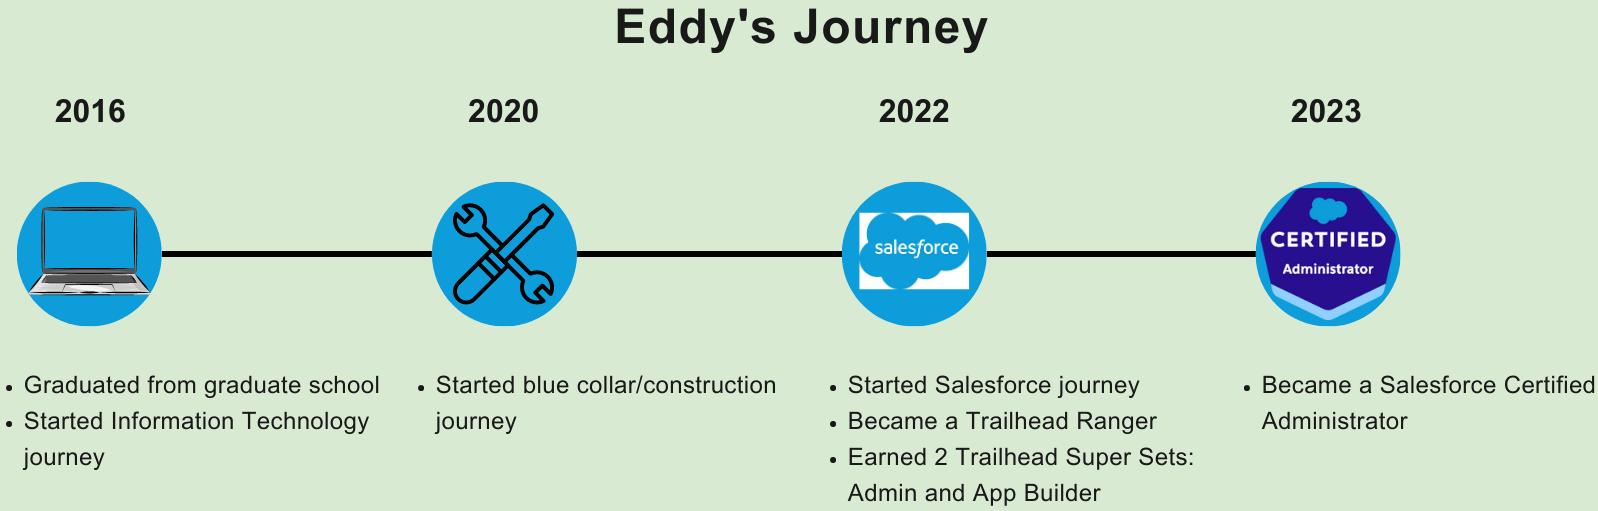 Eddy's Journey
2016
2020
2022
2023
salesforce
CERTIFIED
Administrator
• Graduated from graduate school
• Started Information Technology
journey
• Started blue collar/construction
journey
• Started Salesforce journey
• Became a Trailhead Ranger
• Earned 2 Trailhead Super Sets:
Admin and App Builder
• Became a Salesforce Certified
Administrator